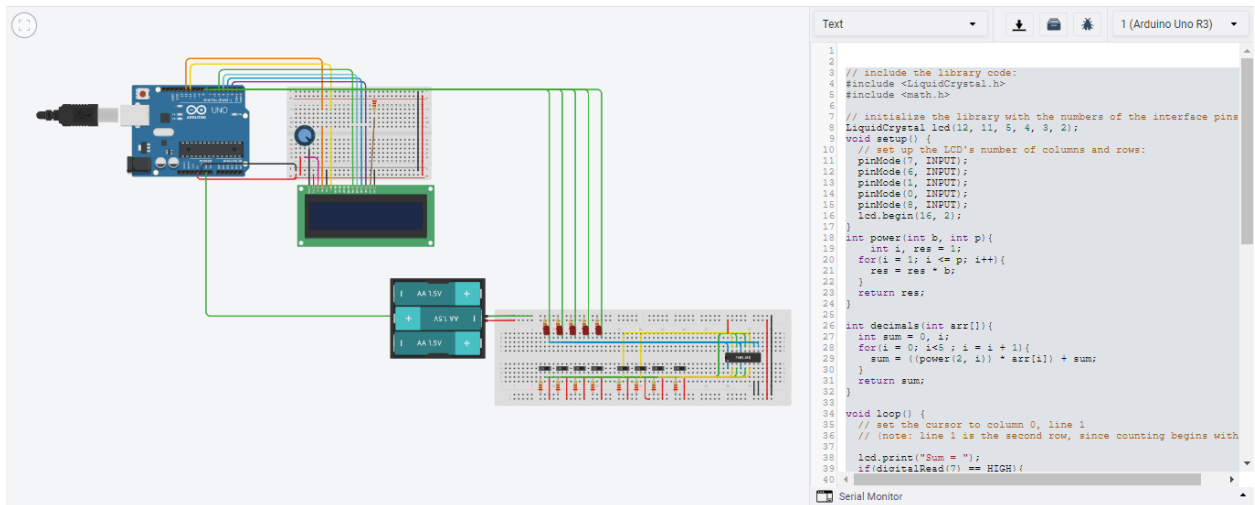 Text
1 (Arduino Uno R3)
1
2
3 // include the library code:
4 #include <LiquidCrystal.h>
5 #include <math.h>
6
7 // initialize the library with the numbers of the interface pins
8 LiquidCrystal lcd(12, 11, 5, 4, 3, 2);
9 void setup() {
10 // set up the LCD's number of columns and rows:
11 pinMode(7, INPUT);
12 pinMode(6, INPUT);
13 pinMode(1, INPUT);
14 pinMode(0, INPUT);
15 pinMode(8, INPUT);
16 lcd.begin(16, 2);
17 }
18 int power(int b, int p){
19 int i, res = 1;
20 for(i = 1; i <= p; i++){
21 res = res * b;
22 }
23 return res;
24 }
25
26 int decimals(int arr[]){
27 int sum = 0, i;
28 for(i = 0; i<5 ; i = i + 1){
29 sum = ((power(2, i)) * arr[i]) + sum;
30 }
31 return sum;
32 }
33
34 void loop() {
35 // set the cursor to column 0, line 1
36 // (note: line 1 is the second row, since counting begins with
37
38 lcd.print("Sum = ");
39 if(digitalRead(7) == HIGH){
40
Serial Monitor
UNO
ARDUINO
AA 1.5V
AA 1.5V
AA 1.5V